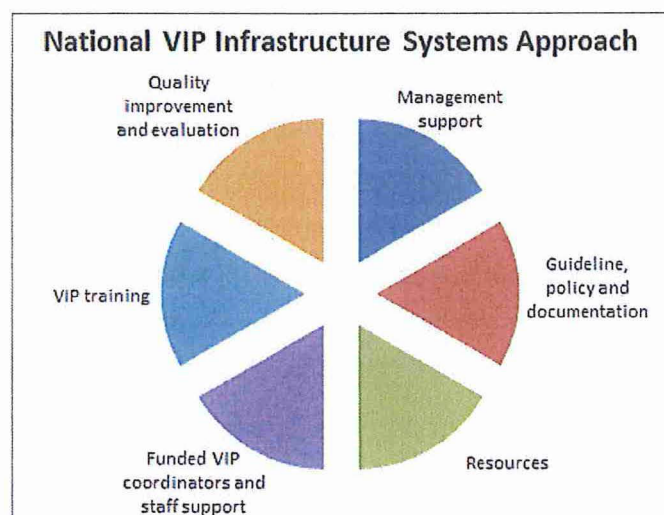 National VIP Infrastructure Systems Approach
Quality
improvement
and evaluation
Management
support
VIP training
Guideline,
policy and
documentation
Funded VIP
coordinators and
staff support
Resources